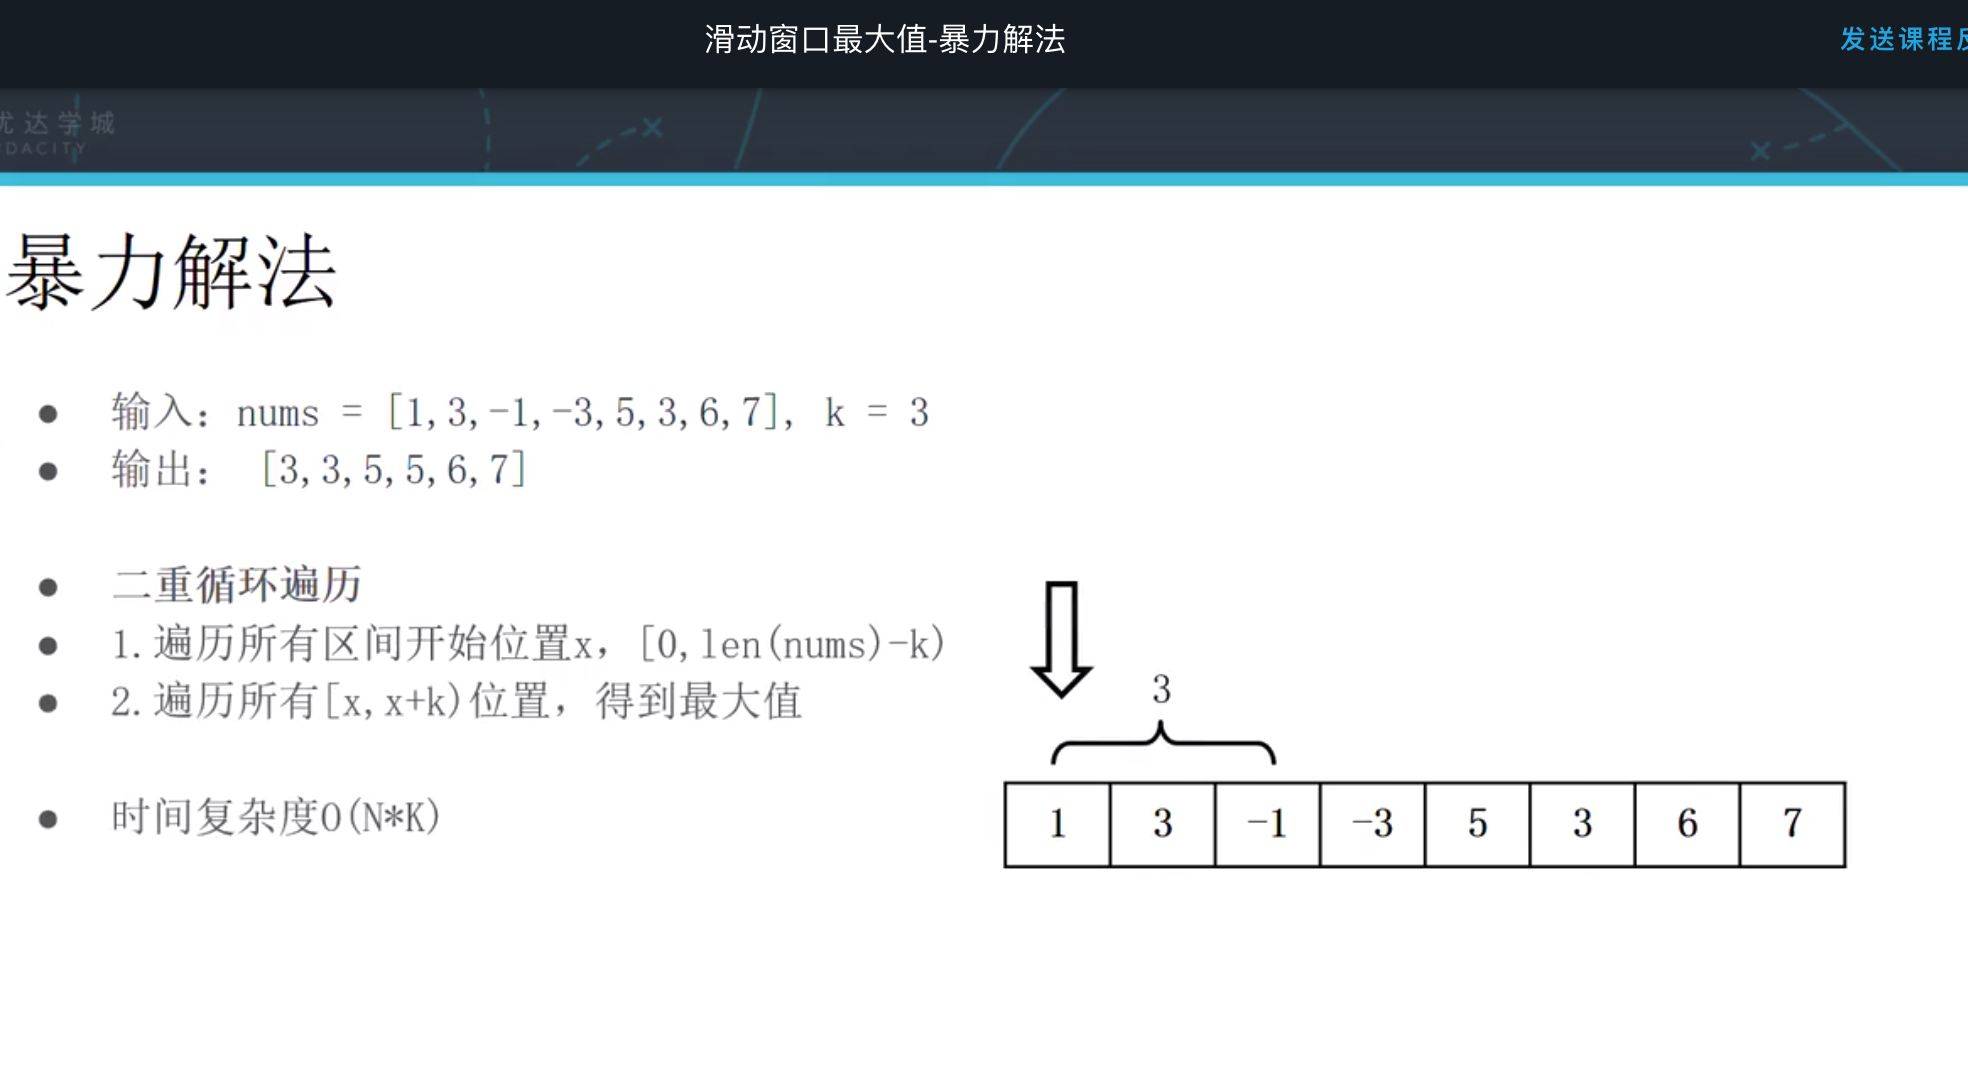 滑动窗口最大值-暴力解法
发送课程
达学城
DACITY
暴力解法
输入：nums = [1,3,-1,-3,5,3,6,7], k = 3
输出： [3,3,5,5,6,7]
二重循环遍历
1.遍历所有区间开始位置x，[0,len(nums)-k)
2.遍历所有[x,x+k)位置，得到最大值
时间复杂度O(N*K)
3
1 3 -1 -3 5 3 6 7